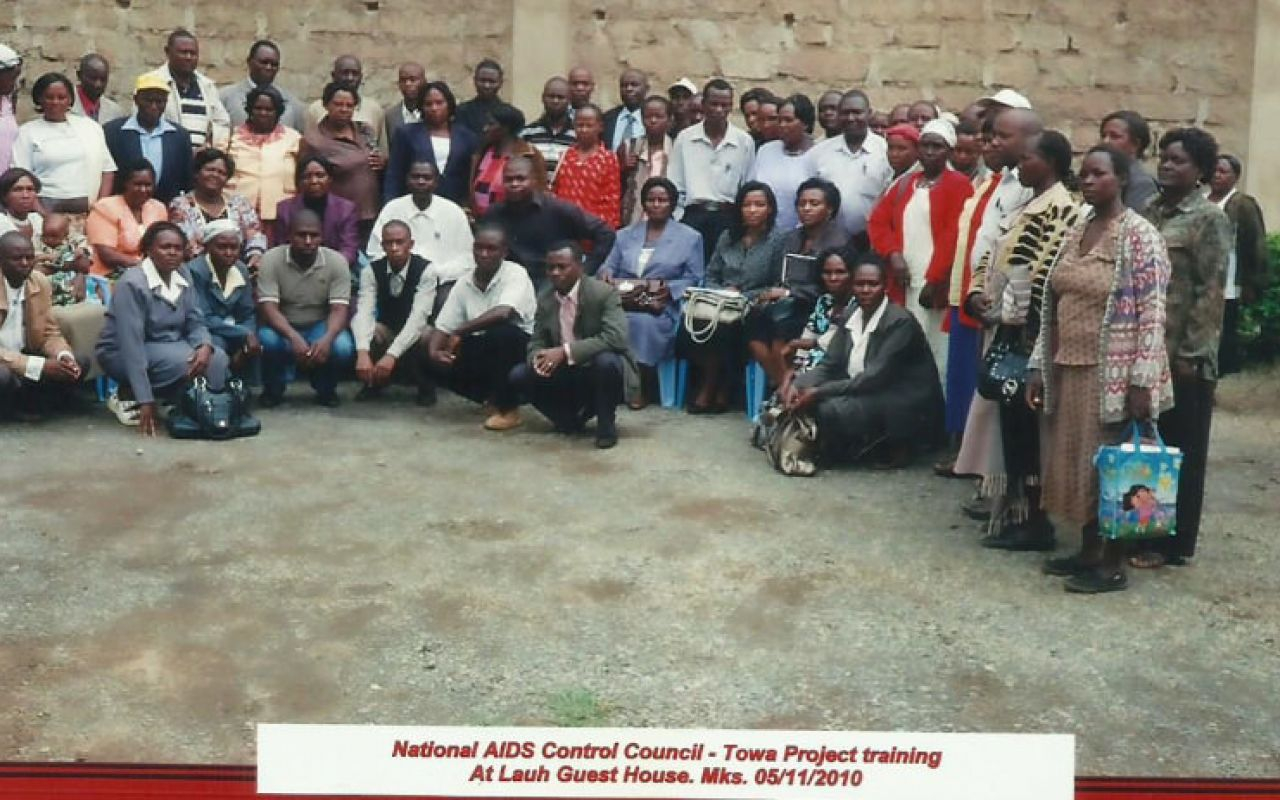 National AIDS Control Council - Towa Project training
At Lauh Guest House. Mks. 05/11/2010